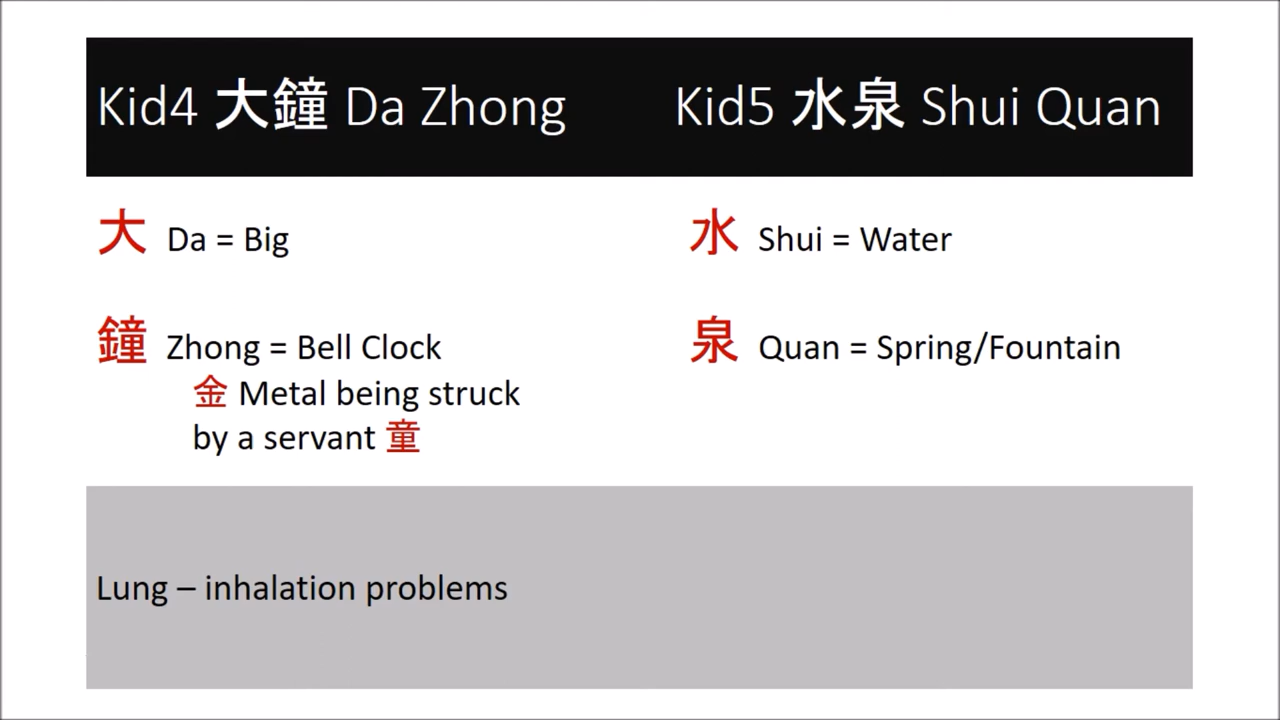 Kid4 大鐘 Da Zhong
Kid5 水泉 Shui Quan
大 Da = Big
鐘 Zhong = Bell Clock
金 Metal being struck
by a servant 童
水 Shui = Water
泉 Quan = Spring/Fountain
Lung – inhalation problems